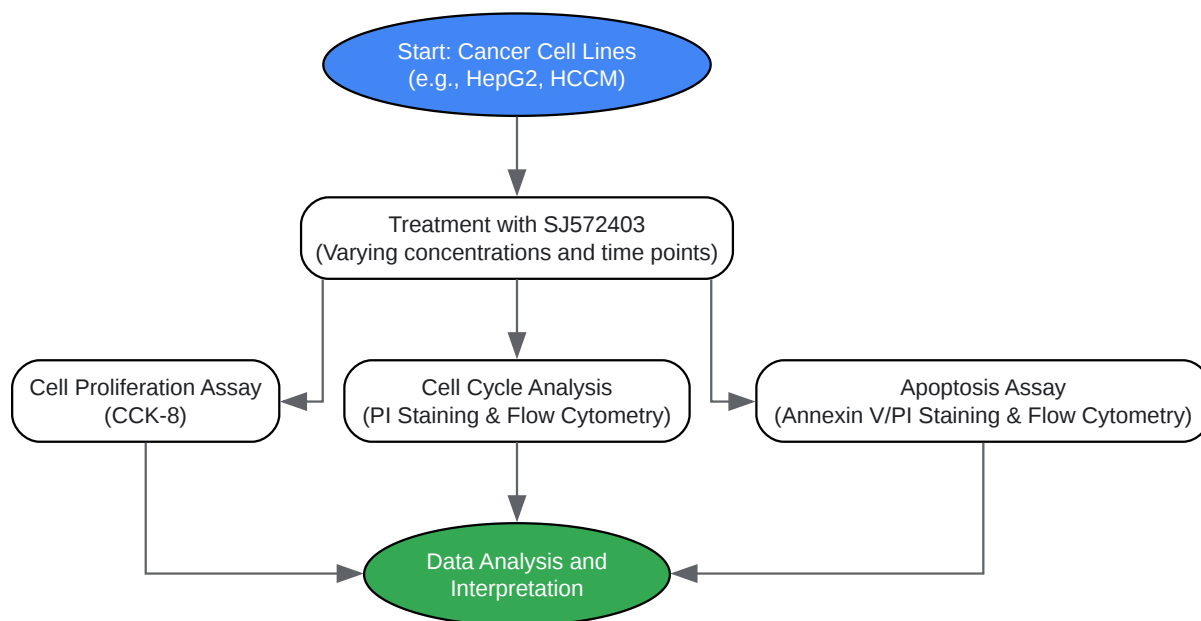 Start: Cancer Cell Lines
(e.g., HepG2, HCCM)
Treatment with SJ572403
(Varying concentrations and time points)
Cell Proliferation Assay
(CCK-8)
Cell Cycle Analysis
(PI Staining & Flow Cytometry)
Apoptosis Assay
(Annexin V/PI Staining & Flow Cytometry)
Data Analysis and
Interpretation